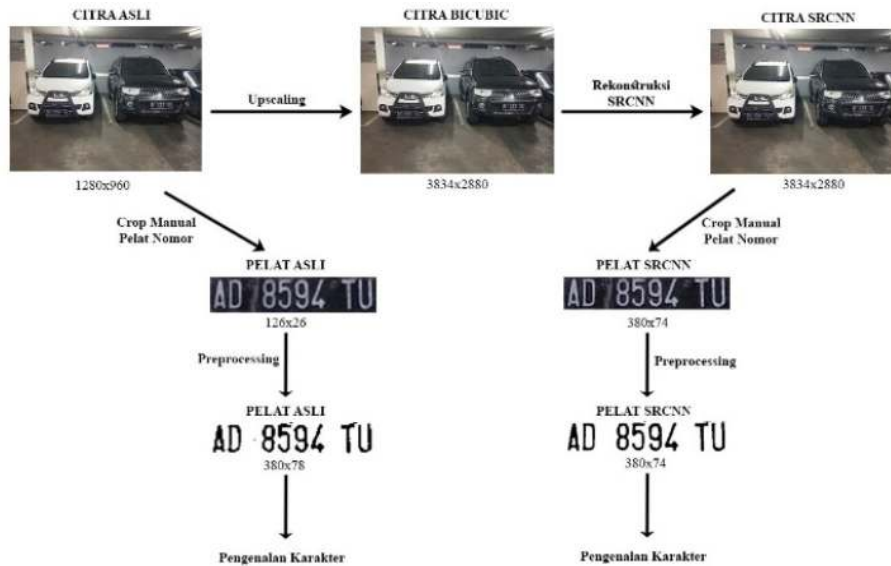 CITRA ASLI
CITRA BICUBIC
CITRA SRCNN
Upscaling
Rekonstruksi
SRCNN
1280x960
3834x2880
3834x2880
Crop Manual
Pelat Nomor
Crop Manual
Pelat Nomor
PELAT ASLI
PELAT SRCNN
AD 8594 TU
AD 8594 TU
126x26
380x74
Preprocessing
Preprocessing
PELAT ASLI
PELAT SRCNN
AD 8594 TU
AD 8594 TU
380x78
380x74
Pengenalan Karakter
Pengenalan Karakter